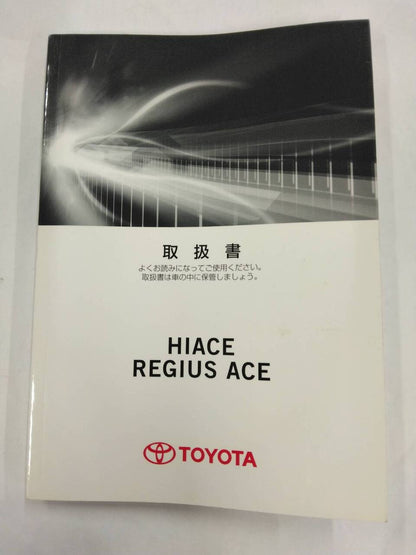 取扱書
よくお読みになってご使用ください。
取扱書は車の中に保管しましょう。
HIACE
REGIUS ACE
TOYOTA